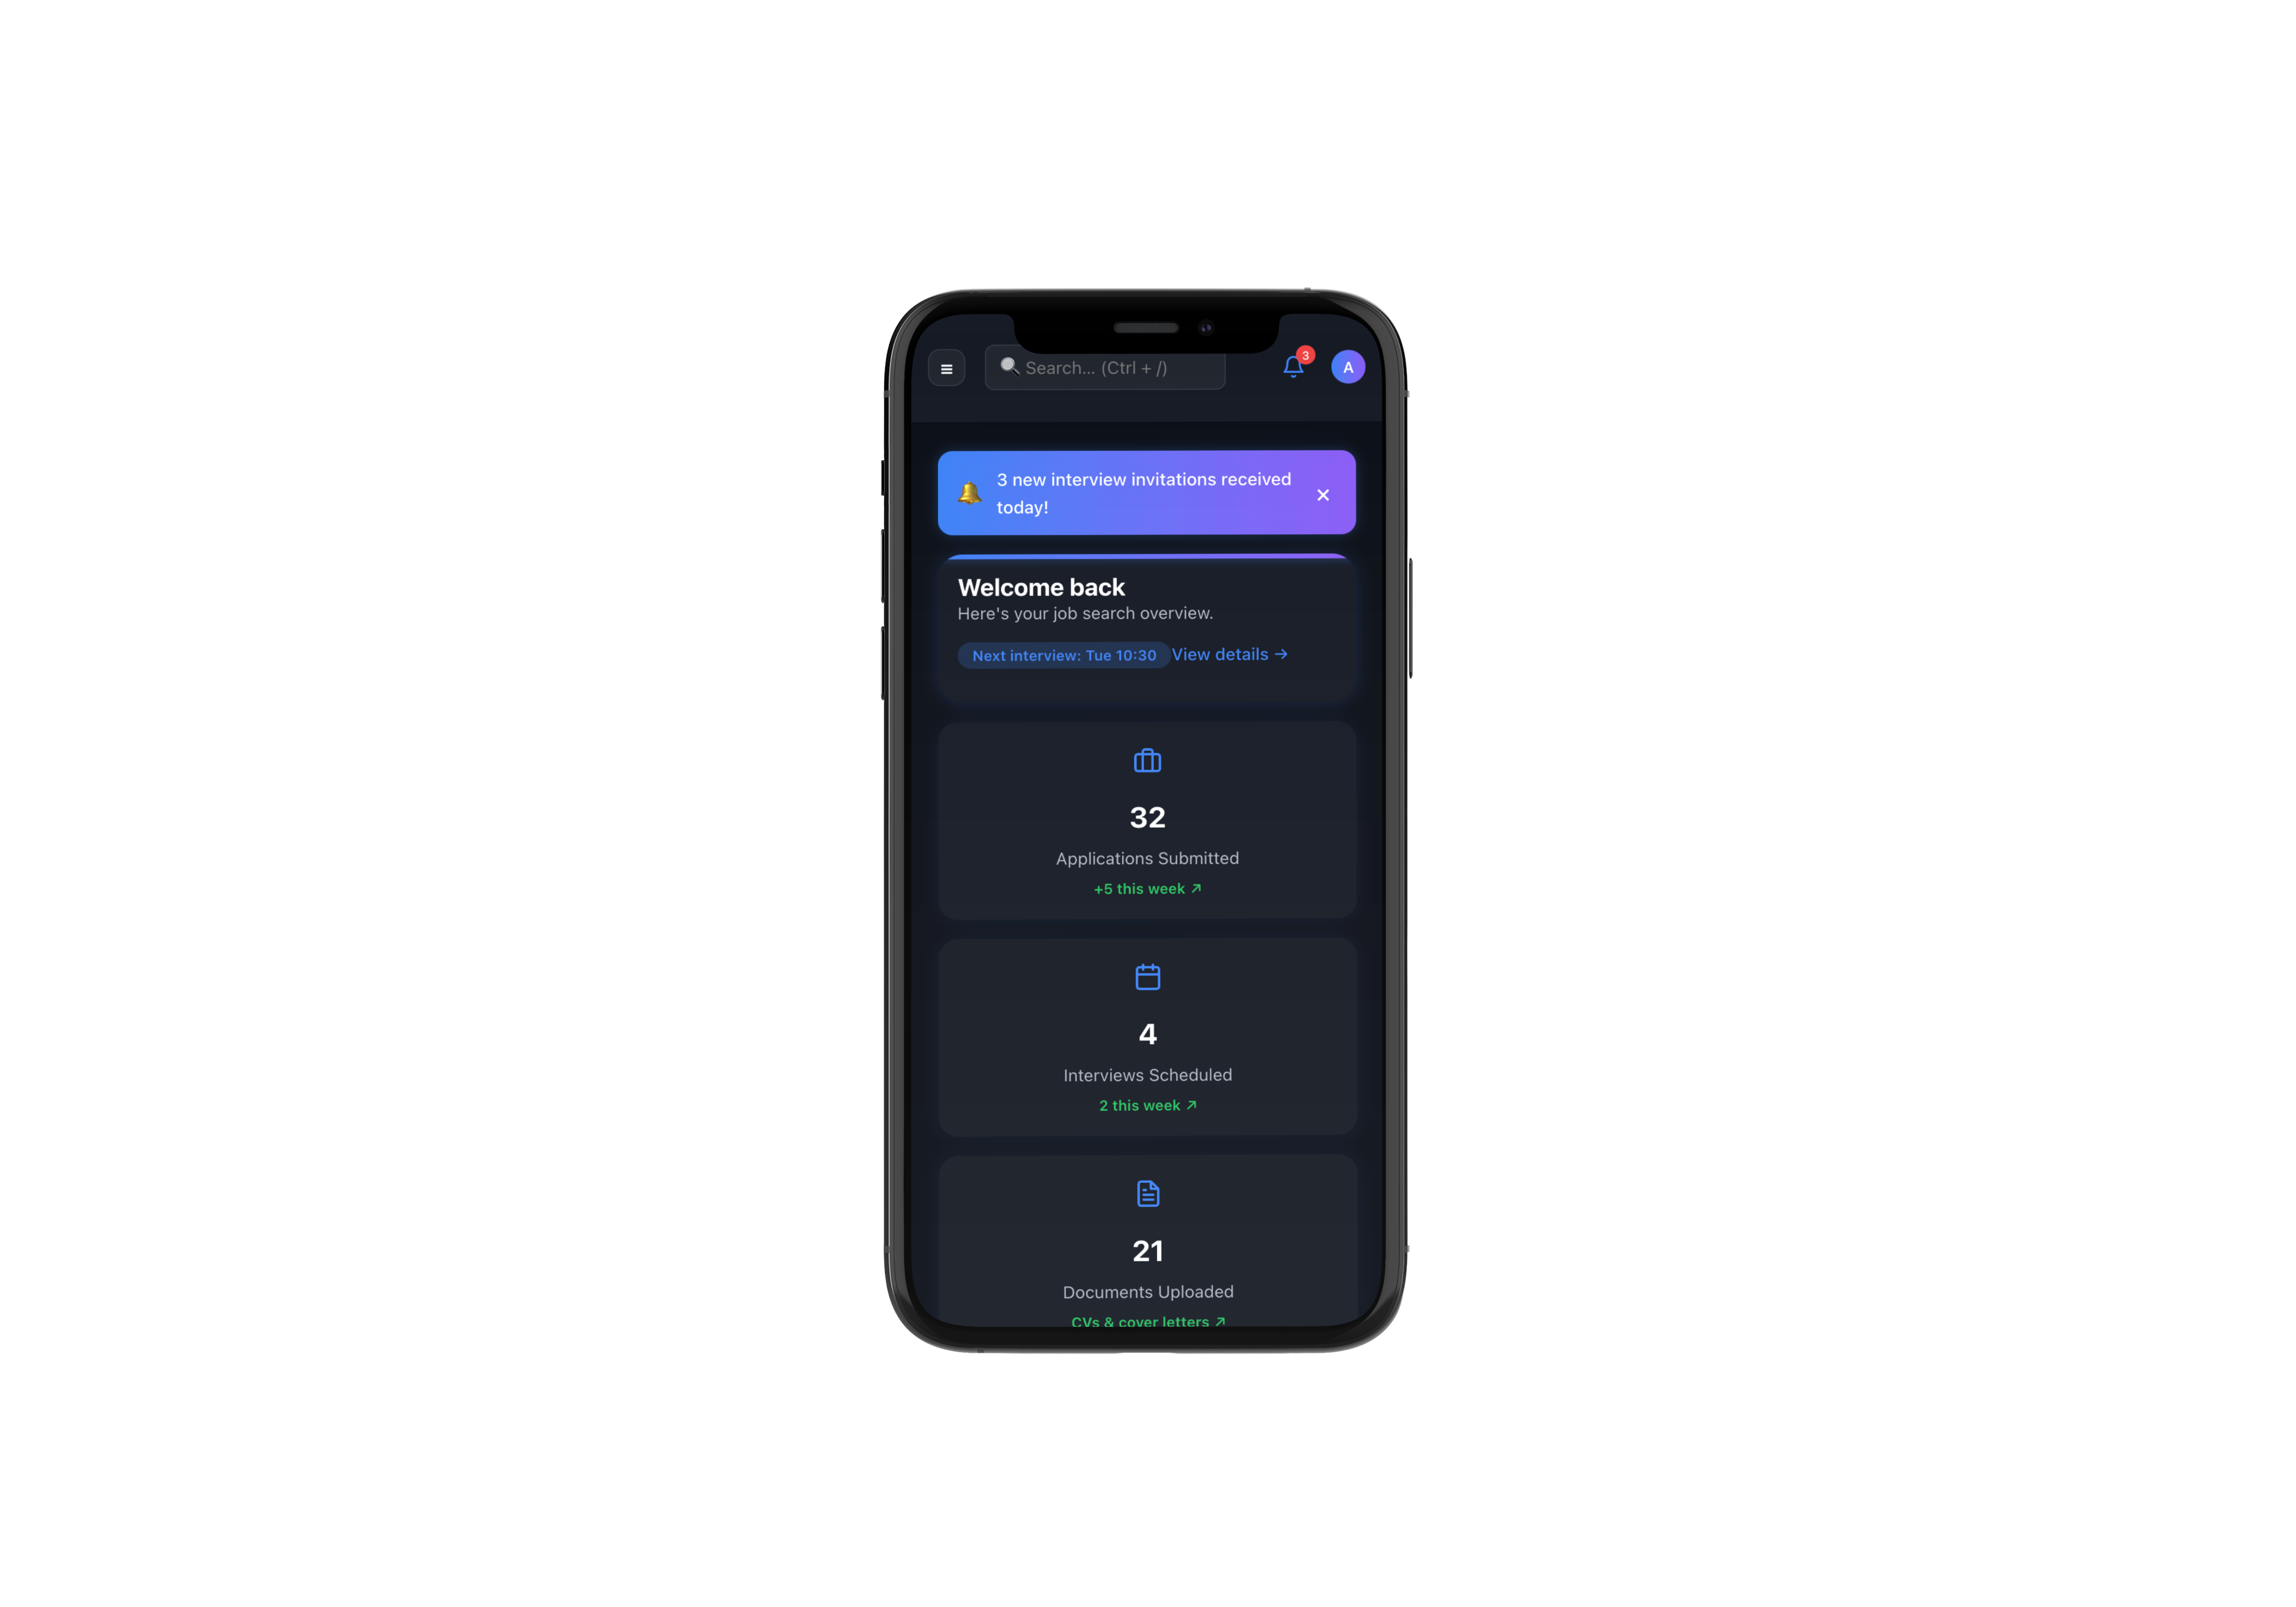 Search... (Ctrl + /)
3
A
3 new interview invitations received
today!
Welcome back
Here's your job search overview.
Next interview: Tue 10:30 View details →
32
Applications Submitted
+5 this week ↗
4
Interviews Scheduled
2 this week ↗
21
Documents Uploaded
CVs & cover letters ↗